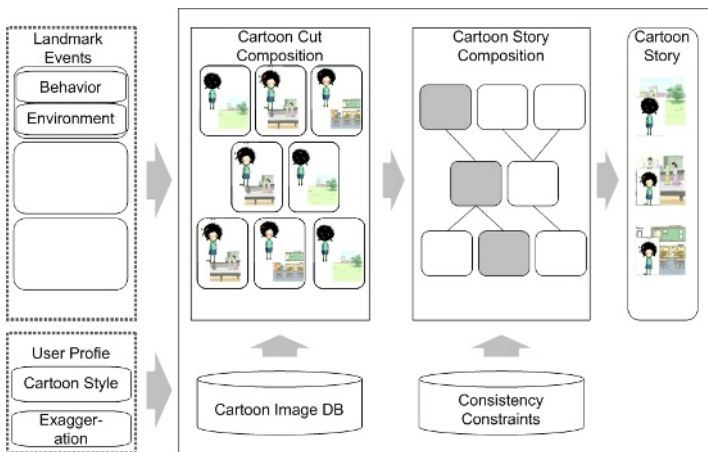 Landmark
Events
Behavior
Environment
User Profie
Cartoon Style
Exagger-
ation
Cartoon Cut
Composition
Cartoon Image DB
Cartoon Story
Composition
Consistency
Constraints
Cartoon
Story